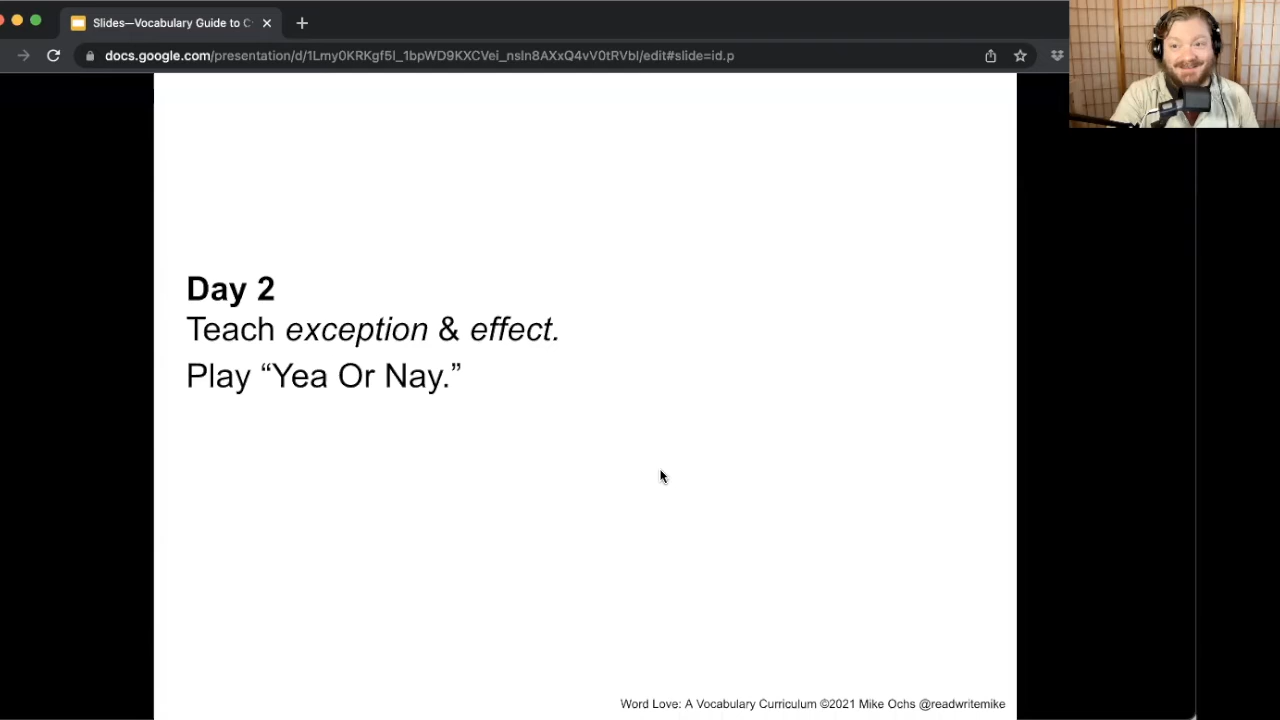 Slides—Vocabulary Guide to C
docs.google.com/presentation/d/1Lmy0KRKgf5I_1bpWD9KXCVei_nsIn8AXxQ4vV0tRVbI/edit#slide=id.p
Day 2
Teach exception & effect.
Play “Yea Or Nay.”
Word Love: A Vocabulary Curriculum ©2021 Mike Ochs @readwritemike